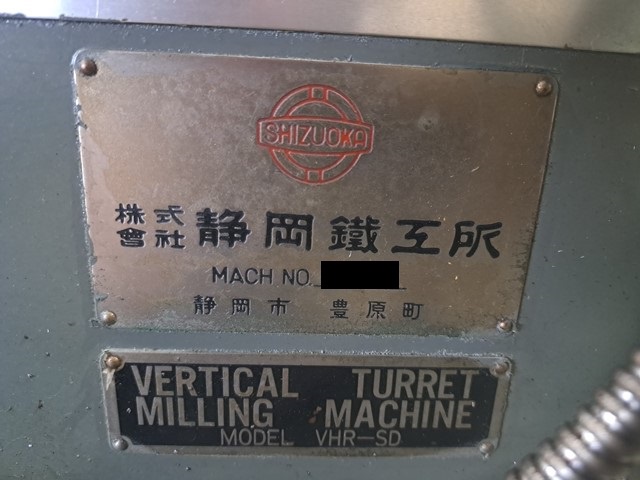 SHIZUOKA
株式會社 静岡鐵工所
MACH NO.
静岡市 豊原町
VERTICAL TURRET
MILLING MACHINE
MODEL VHR-SD